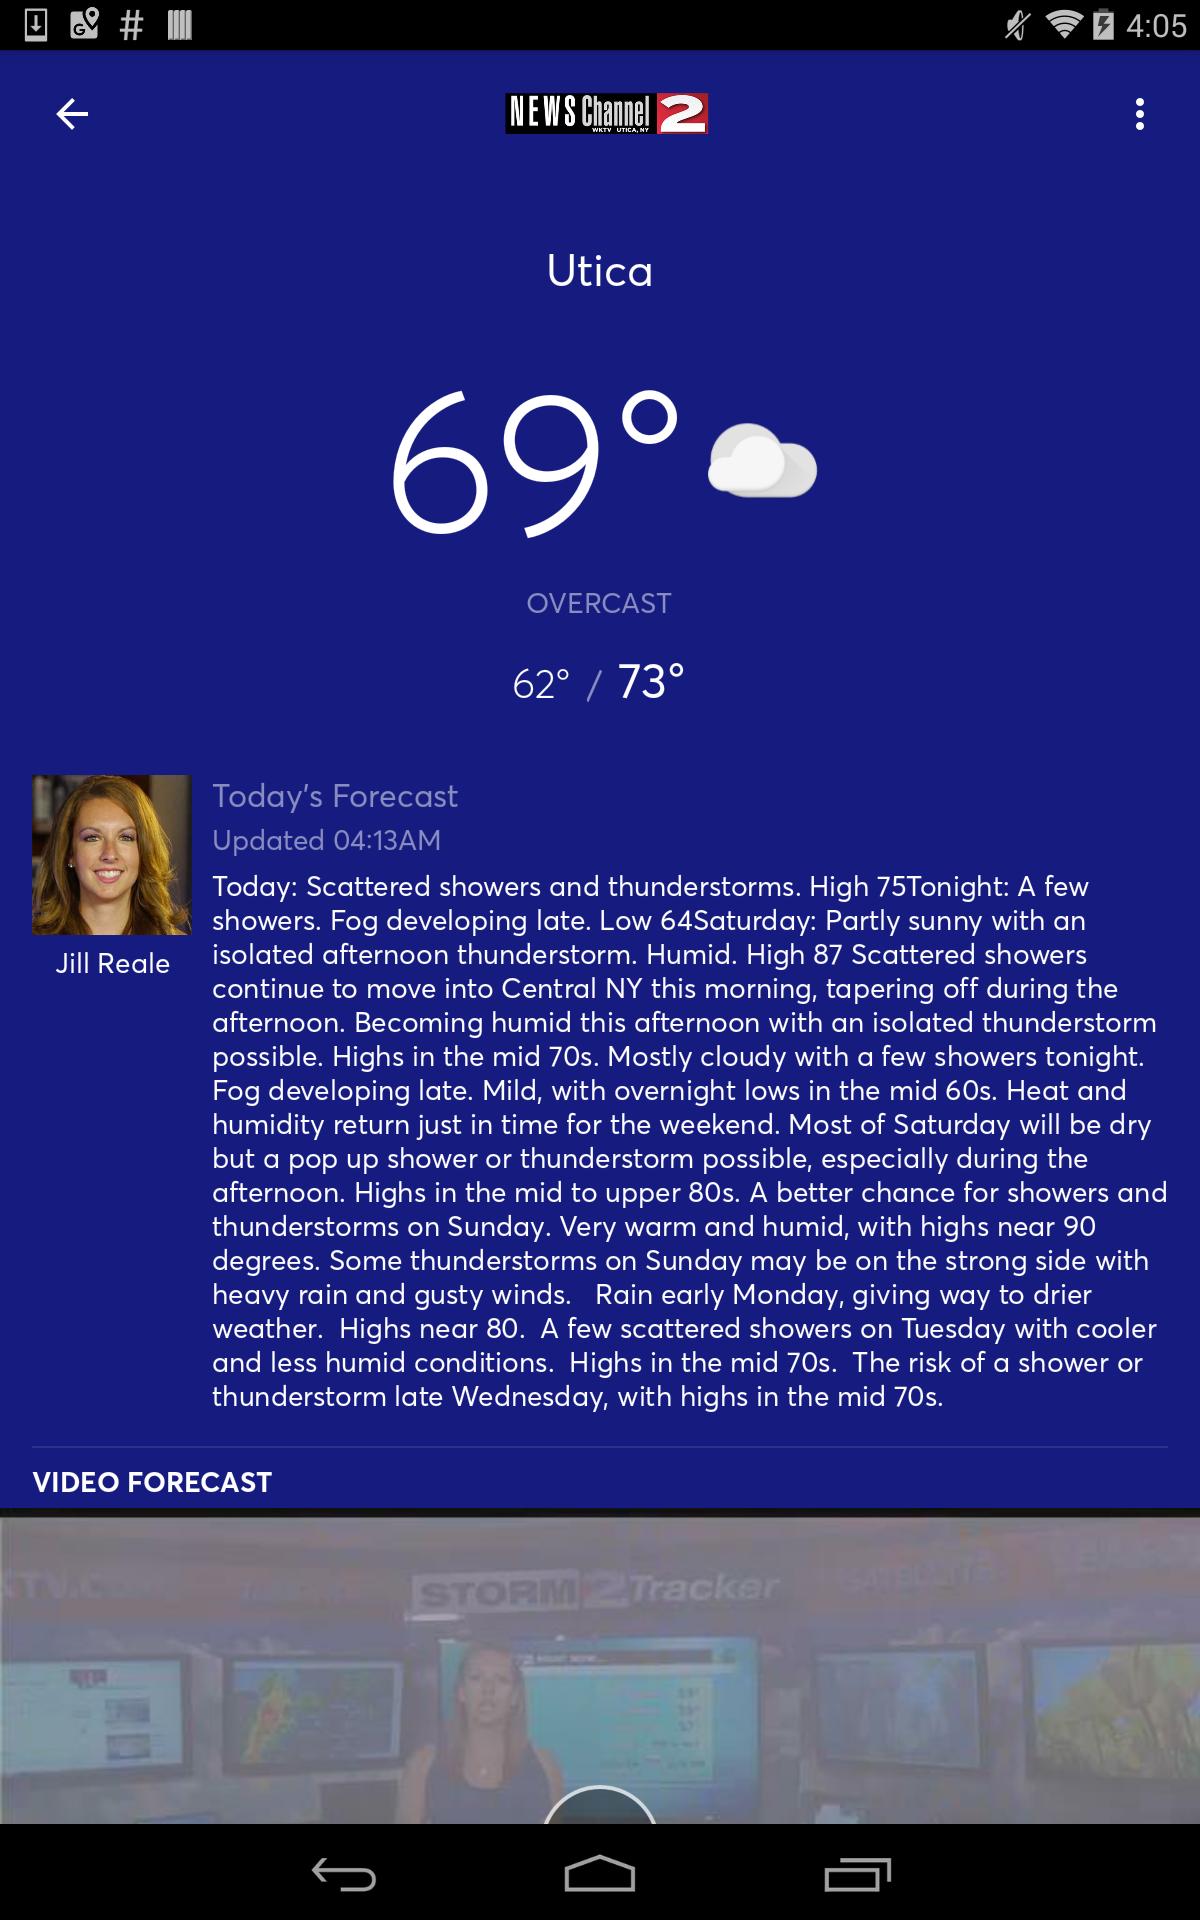 4:05
NEWS Channel 2
WKTV UTICA, NY
Utica
69°
OVERCAST
62° / 73°
Today's Forecast
Updated 04:13AM
Jill Reale
Today: Scattered showers and thunderstorms. High 75Tonight: A few
showers. Fog developing late. Low 64Saturday: Partly sunny with an
isolated afternoon thunderstorm. Humid. High 87 Scattered showers
continue to move into Central NY this morning, tapering off during the
afternoon. Becoming humid this afternoon with an isolated thunderstorm
possible. Highs in the mid 70s. Mostly cloudy with a few showers tonight.
Fog developing late. Mild, with overnight lows in the mid 60s. Heat and
humidity return just in time for the weekend. Most of Saturday will be dry
but a pop up shower or thunderstorm possible, especially during the
afternoon. Highs in the mid to upper 80s. A better chance for showers and
thunderstorms on Sunday. Very warm and humid, with highs near 90
degrees. Some thunderstorms on Sunday may be on the strong side with
heavy rain and gusty winds.   Rain early Monday, giving way to drier
weather.  Highs near 80.  A few scattered showers on Tuesday with cooler
and less humid conditions.  Highs in the mid 70s.  The risk of a shower or
thunderstorm late Wednesday, with highs in the mid 70s.
VIDEO FORECAST
STORM 2 Tracker